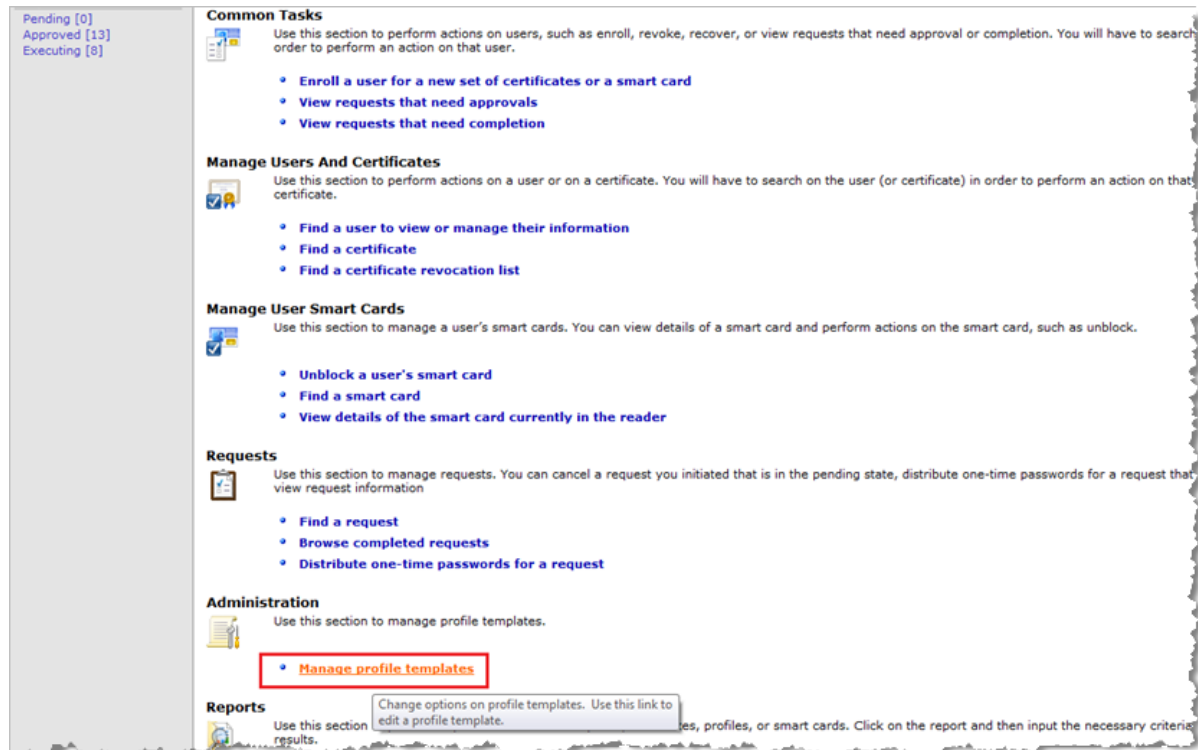 Pending [0]
Approved [13]
Executing [8]
Common Tasks
Use this section to perform actions on users, such as enroll, revoke, recover, or view requests that need approval or completion. You will have to search
order to perform an action on that user.
Enroll a user for a new set of certificates or a smart card
View requests that need approvals
View requests that need completion
Manage Users And Certificates
Use this section to perform actions on a user or on a certificate. You will have to search on the user (or certificate) in order to perform an action on that
certificate.
Find a user to view or manage their information
Find a certificate
Find a certificate revocation list
Manage User Smart Cards
Use this section to manage a user's smart cards. You can view details of a smart card and perform actions on the smart card, such as unblock.
Unblock a user's smart card
Find a smart card
View details of the smart card currently in the reader
Requests
Use this section to manage requests. You can cancel a request you initiated that is in the pending state, distribute one-time passwords for a request that
view request information
Find a request
Browse completed requests
Distribute one-time passwords for a request
Administration
Use this section to manage profile templates.
Manage profile templates
Change options on profile templates. Use this link to
edit a profile template.
Reports
Use this section tes, profiles, or smart cards. Click on the report and then input the necessary criteria
results.